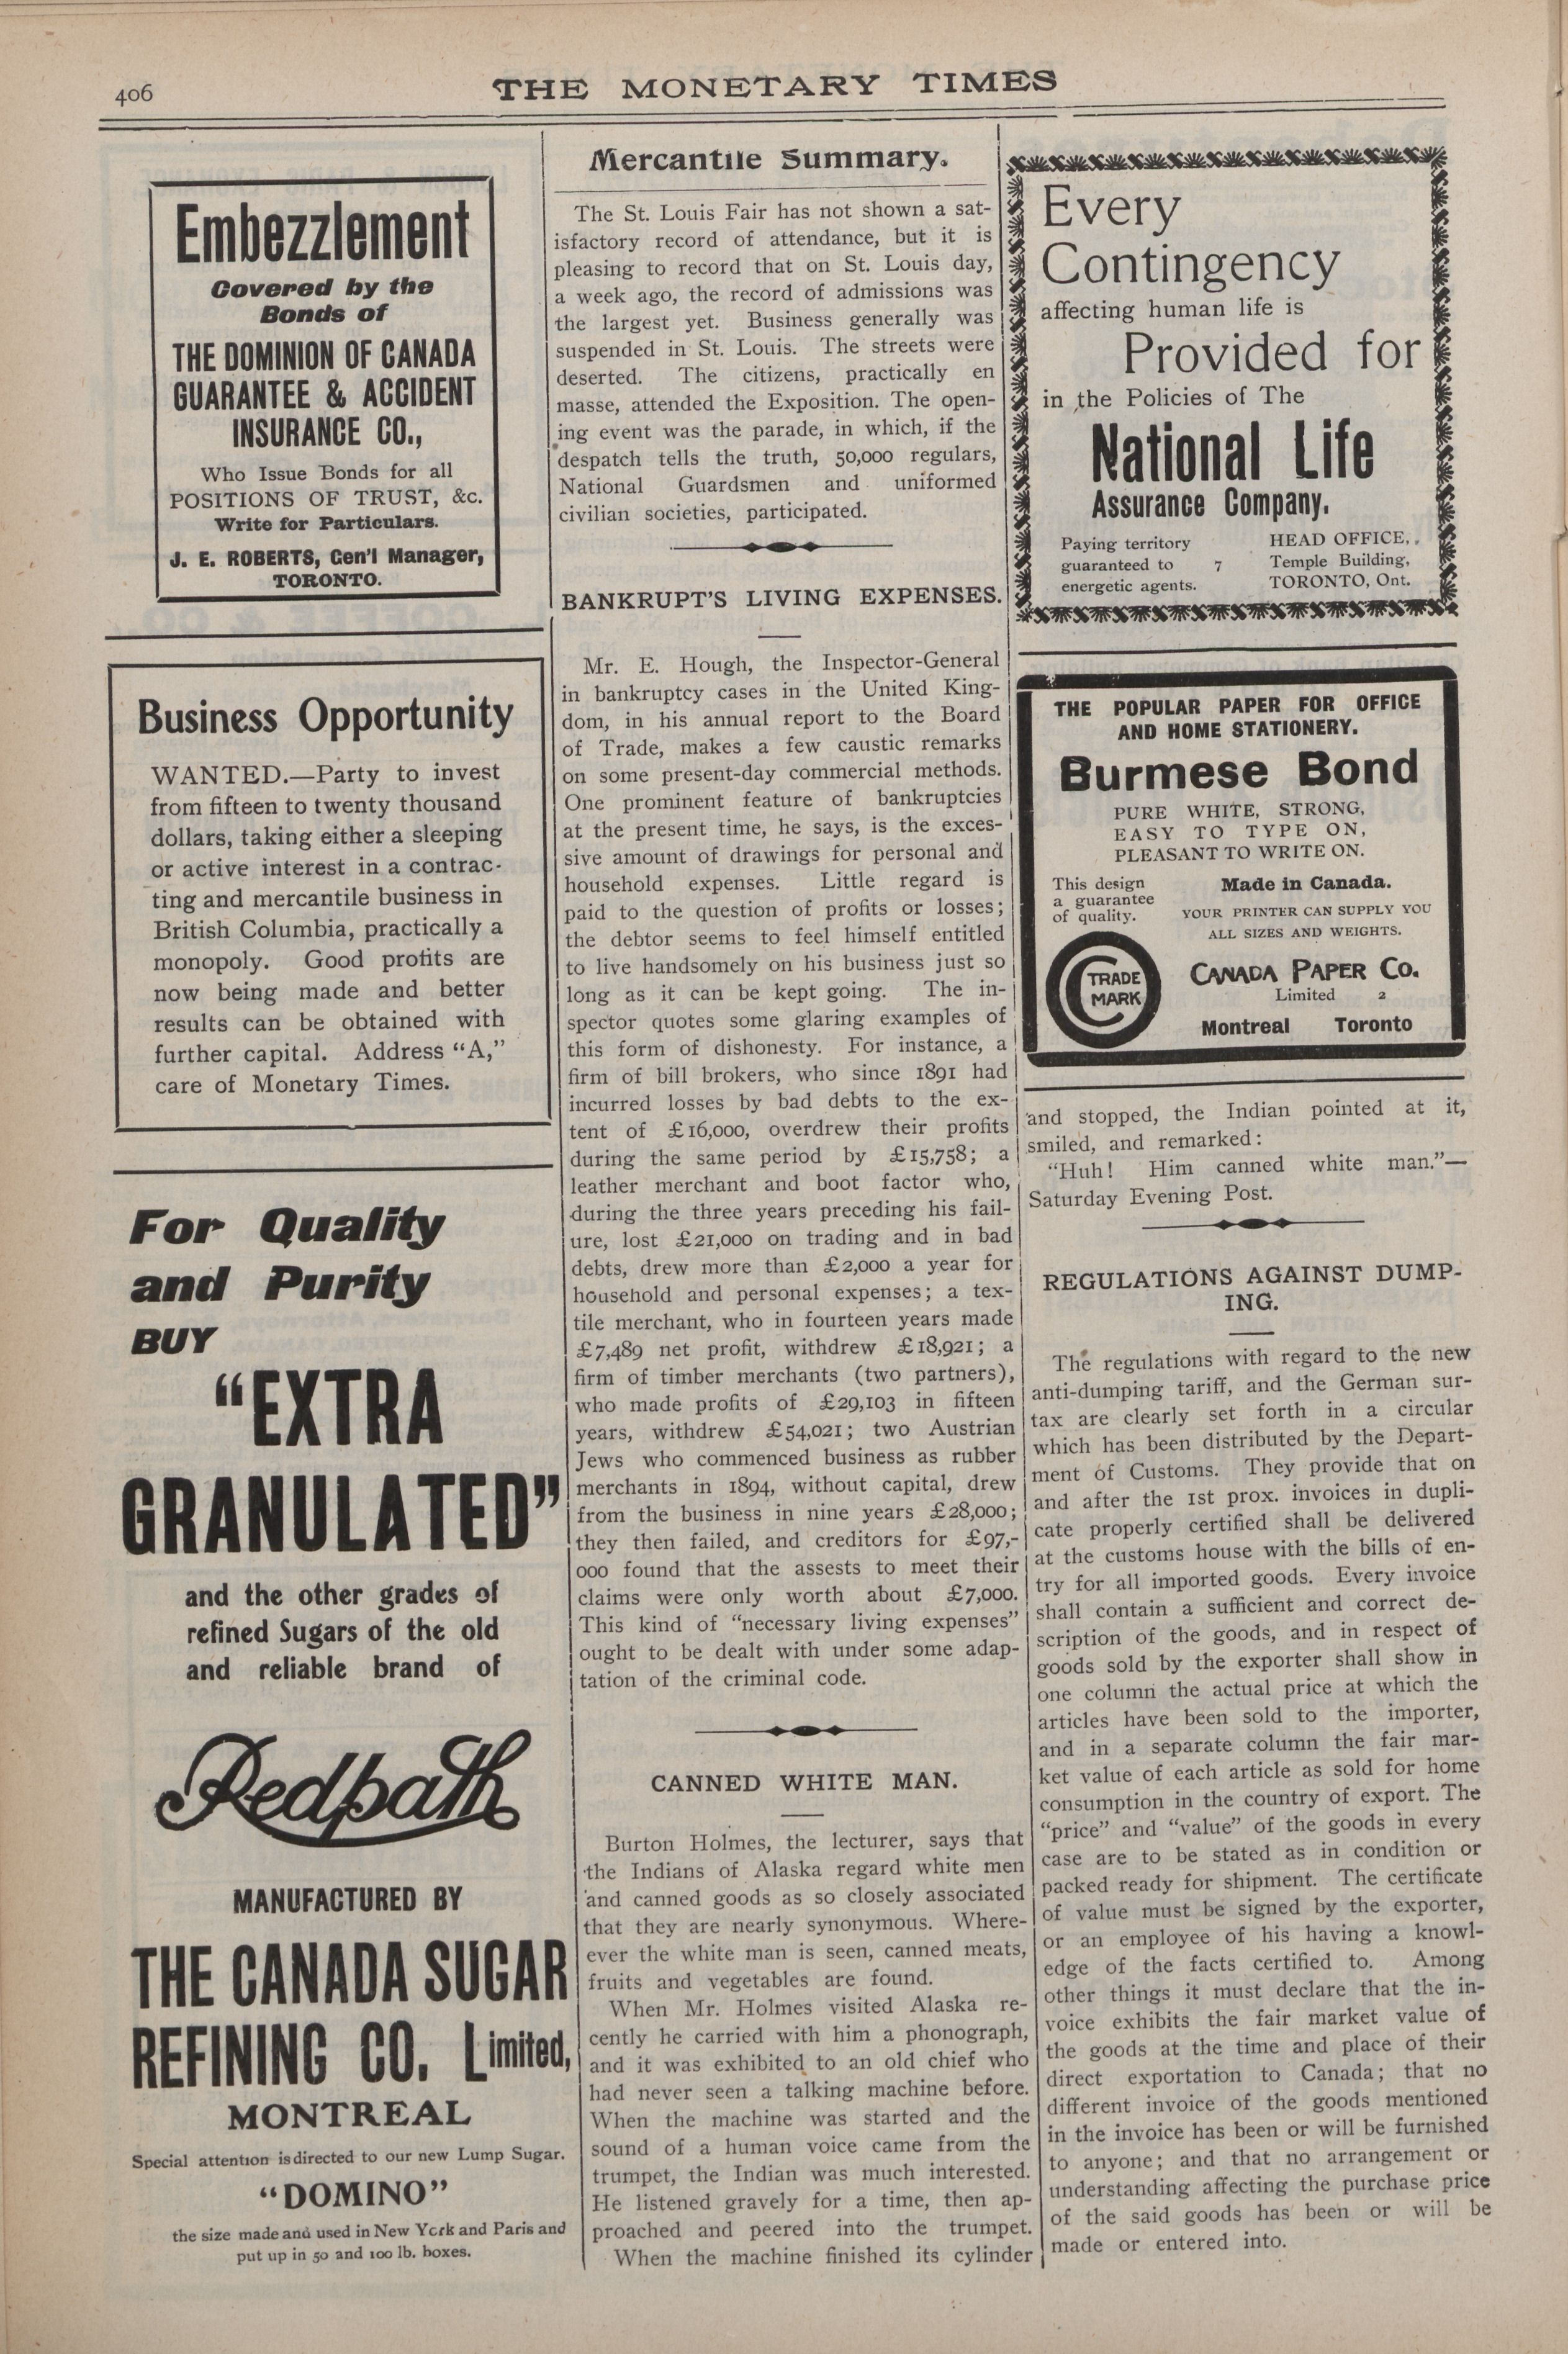 406
THE MONETARY TIMES
Embezzlement
Covered by the
Bonds of
THE DOMINION OF CANADA
GUARANTEE & ACCIDENT
INSURANCE CO.,
Who Issue Bonds for all
POSITIONS OF TRUST, &c.
Write for Particulars.
J. E. ROBERTS, Gen'l Manager,
TORONTO.
Business Opportunity
WANTED.—Party to invest
from fifteen to twenty thousand
dollars, taking either a sleeping
or active interest in a contrac-
ting and mercantile business in
British Columbia, practically a
monopoly. Good profits are
now being made and better
results can be obtained with
further capital. Address "A,"
care of Monetary Times.
For Quality
and Purity
BUY
"EXTRA
GRANULATED"
and the other grades of
refined Sugars of the old
and reliable brand of
Redpath
MANUFACTURED BY
THE CANADA SUGAR
REFINING CO. Limited,
MONTREAL
Special attention is directed to our new Lump Sugar.
"DOMINO"
the size made and used in New York and Paris and
put up in 50 and 100 lb. boxes.
Mercantile Summary.
The St. Louis Fair has not shown a sat-
isfactory record of attendance, but it is
pleasing to record that on St. Louis day,
a week ago, the record of admissions was
the largest yet. Business generally was
suspended in St. Louis. The streets were
deserted. The citizens, practically en
masse, attended the Exposition. The open-
ing event was the parade, in which, if the
despatch tells the truth, 50,000 regulars,
National Guardsmen and uniformed
civilian societies, participated.
BANKRUPT'S LIVING EXPENSES.
Mr. E. Hough, the Inspector-General
in bankruptcy cases in the United King-
dom, in his annual report to the Board
of Trade, makes a few caustic remarks
on some present-day commercial methods.
One prominent feature of bankruptcies
at the present time, he says, is the exces-
sive amount of drawings for personal and
household expenses. Little regard is
paid to the question of profits or losses;
the debtor seems to feel himself entitled
to live handsomely on his business just so
long as it can be kept going. The in-
spector quotes some glaring examples of
this form of dishonesty. For instance, a
firm of bill brokers, who since 1891 had
incurred losses by bad debts to the ex-
tent of £16,000, overdrew their profits
during the same period by £15,758; a
leather merchant and boot factor who,
during the three years preceding his fail-
ure, lost £21,000 on trading and in bad
debts, drew more than £2,000 a year for
household and personal expenses; a tex-
tile merchant, who in fourteen years made
£7,489 net profit, withdrew £18,921; a
firm of timber merchants (two partners),
who made profits of £29,103 in fifteen
years, withdrew £54,021; two Austrian
Jews who commenced business as rubber
merchants in 1894, without capital, drew
from the business in nine years £28,000;
they then failed, and creditors for £97,-
000 found that the assests to meet their
claims were only worth about £7,000.
This kind of "necessary living expenses"
ought to be dealt with under some adap-
tation of the criminal code.
CANNED WHITE MAN.
Burton Holmes, the lecturer, says that
the Indians of Alaska regard white men
and canned goods as so closely associated
that they are nearly synonymous. Where-
ever the white man is seen, canned meats,
fruits and vegetables are found.
When Mr. Holmes visited Alaska re-
cently he carried with him a phonograph,
and it was exhibited to an old chief who
had never seen a talking machine before.
When the machine was started and the
sound of a human voice came from the
trumpet, the Indian was much interested.
He listened gravely for a time, then ap-
proached and peered into the trumpet.
When the machine finished its cylinder
Every
Contingency
affecting human life is
Provided for
in the Policies of The
National Life
Assurance Company.
Paying territory
guaranteed to 7
energetic agents.
HEAD OFFICE,
Temple Building,
TORONTO, Ont.
THE POPULAR PAPER FOR OFFICE
AND HOME STATIONERY.
Burmese Bond
PURE WHITE, STRONG,
EASY TO TYPE ON,
PLEASANT TO WRITE ON.
This design
a guarantee
of quality.
TRADE
MARK
Made in Canada.
YOUR PRINTER CAN SUPPLY YOU
ALL SIZES AND WEIGHTS.
CANADA PAPER CO.
Limited 2
Montreal Toronto
and stopped, the Indian pointed at it,
smiled, and remarked:
"Huh! Him canned white man."—
Saturday Evening Post.
REGULATIONS AGAINST DUMP-
ING.
The regulations with regard to the new
anti-dumping tariff, and the German sur-
tax are clearly set forth in a circular
which has been distributed by the Depart-
ment of Customs. They provide that on
and after the 1st prox. invoices in dupli-
cate properly certified shall be delivered
at the customs house with the bills of en-
try for all imported goods. Every invoice
shall contain a sufficient and correct de-
scription of the goods, and in respect of
goods sold by the exporter shall show in
one column the actual price at which the
articles have been sold to the importer,
and in a separate column the fair mar-
ket value of each article as sold for home
consumption in the country of export. The
"price" and "value" of the goods in every
case are to be stated as in condition or
packed ready for shipment. The certificate
of value must be signed by the exporter,
or an employee of his having a knowl-
edge of the facts certified to. Among
other things it must declare that the in-
voice exhibits the fair market value of
the goods at the time and place of their
direct exportation to Canada; that no
different invoice of the goods mentioned
in the invoice has been or will be furnished
to anyone; and that no arrangement or
understanding affecting the purchase price
of the said goods has been or will be
made or entered into.